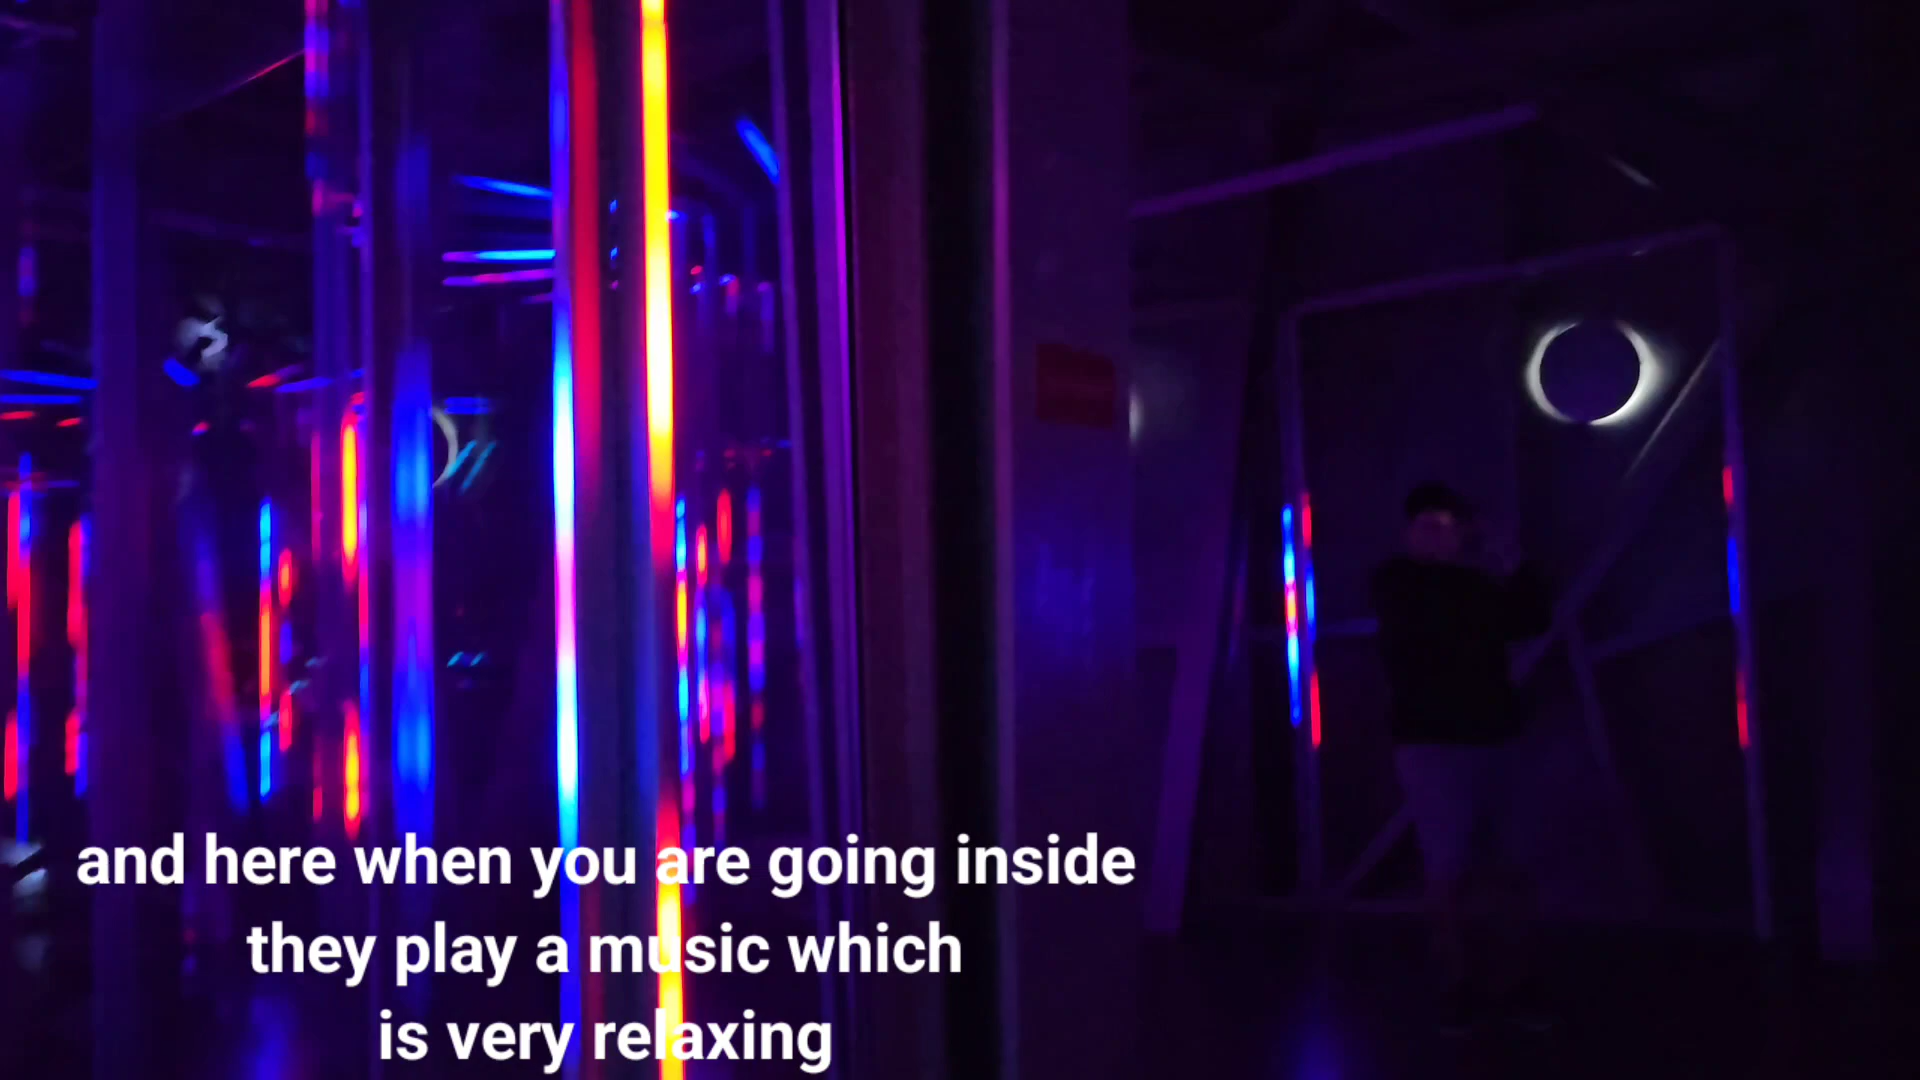 and here when you are going inside
they play a music which
is very relaxing